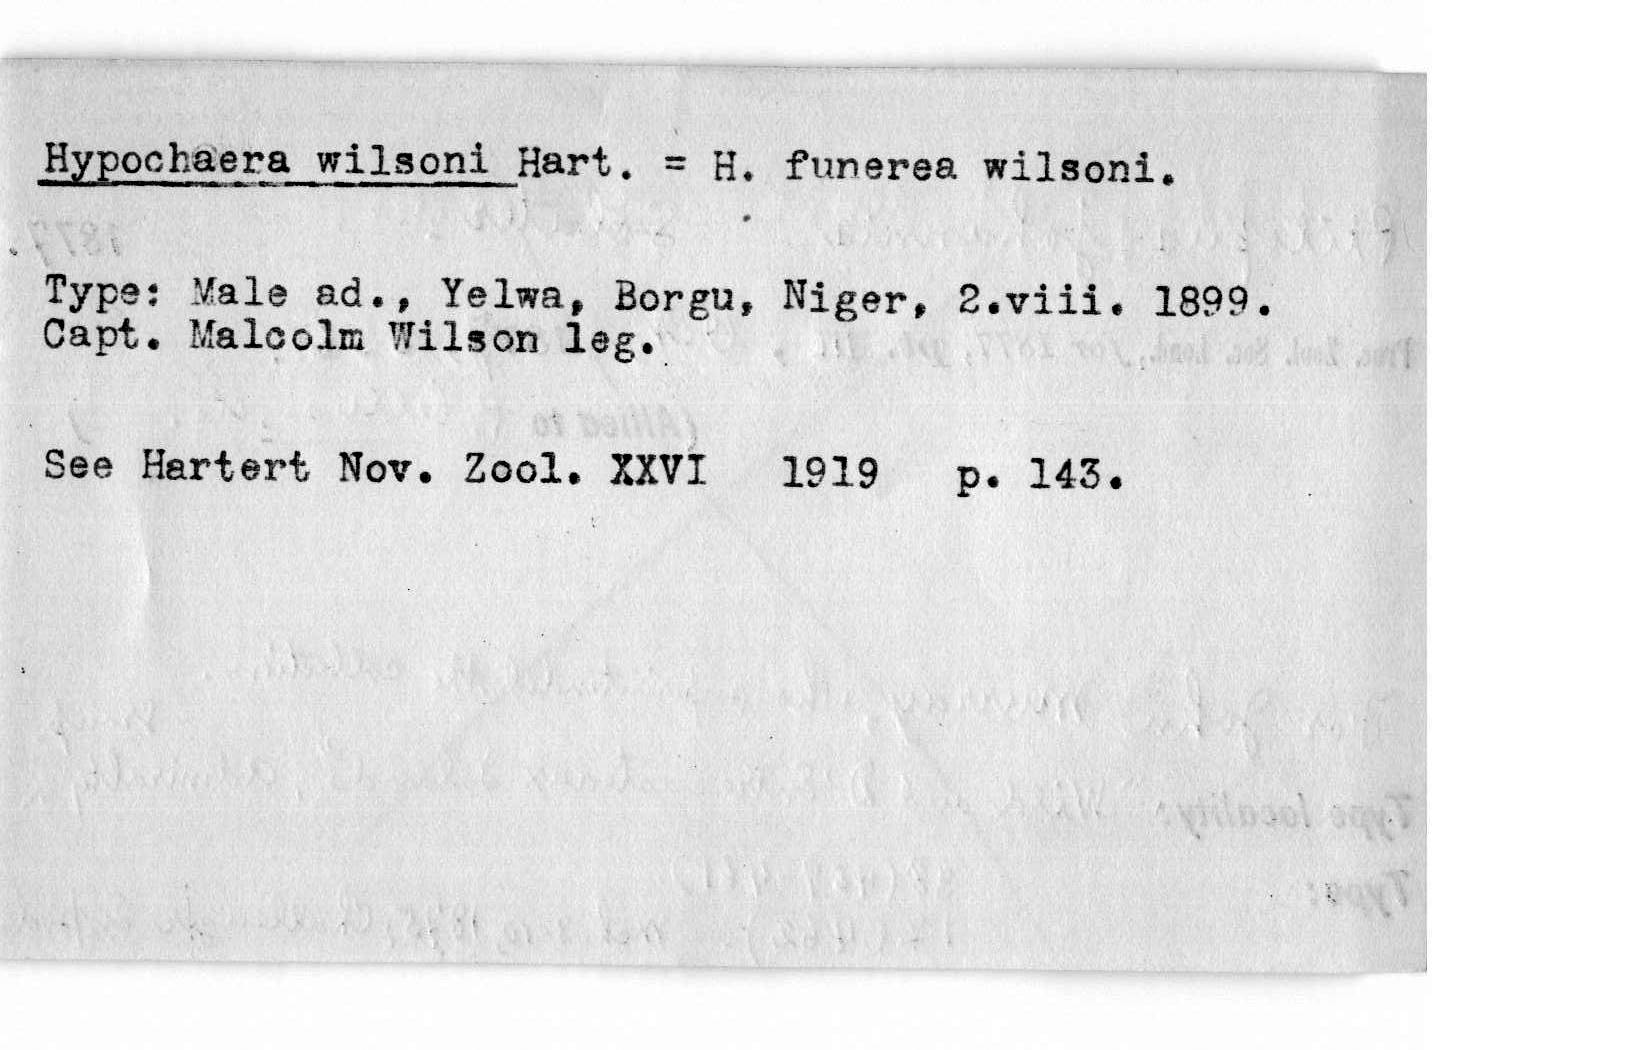 Hypochaera wilsoni Hart. = H. funerea wilsoni.
Type: Male ad., Yelwa, Borgu, Niger, 2.viii. 1899.
Capt. Malcolm Wilson leg.
See Hartert Nov. Zool. XXVI 1919 p. 143.